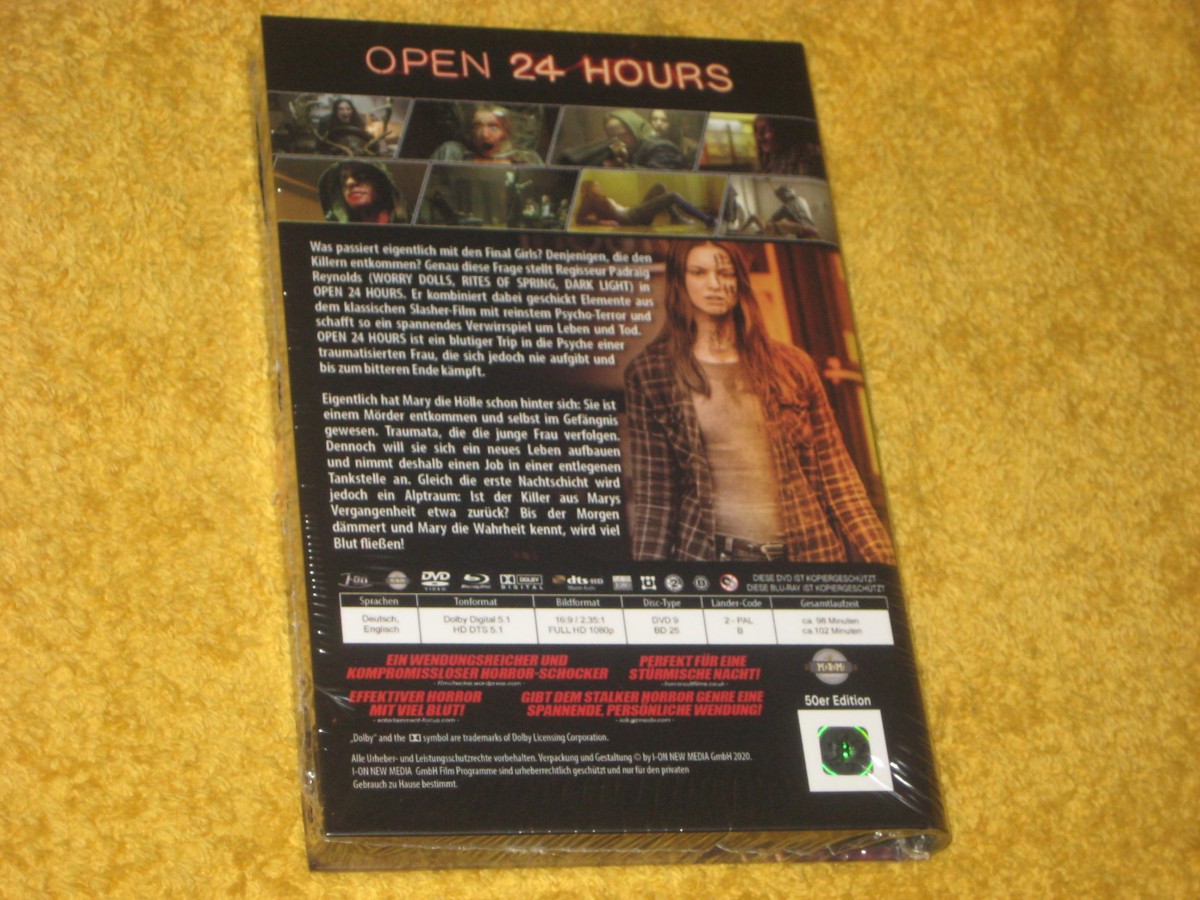 OPEN 24 HOURS
Was passiert eigentlich mit den Final Girls? Denjenigen, die den
Killern entkommen? Genau diese Frage stellt Regisseur Padraig
Reynolds (WORRY DOLLS, RITES OF SPRING, DARK LIGHT) in
OPEN 24 HOURS. Er kombiniert dabei geschickt Elemente aus
dem klassischen Slasher-Film mit reinstem Psycho-Terror und
schafft so ein spannendes Verwirrspiel um Leben und Tod.
OPEN 24 HOURS ist ein blutiger Trip in die Psyche einer
traumatisierten Frau, die sich jedoch nie aufgibt und
bis zum bitteren Ende kämpft.
Eigentlich hat Mary die Hölle schon hinter sich: Sie ist
einem Mörder entkommen und selbst im Gefängnis
gewesen. Traumata, die die junge Frau verfolgen.
Dennoch will sie sich ein neues Leben aufbauen
und nimmt deshalb einen Job in einer entlegenen
Tankstelle an. Gleich die erste Nachtschicht wird
jedoch ein Alptraum: Ist der Killer aus Marys
Vergangenheit etwa zurück? Bis der Morgen
dämmert und Mary die Wahrheit kennt, wird viel
Blut fließen!
DVD VIDEO DOLBY DIGITAL dts-HD DIESE DVD IST KOPIERGESCHÜTZT
DIESE BLU-RAY IST KOPIERGESCHÜTZT
Sprachen Tonformat Bildformat Disc-Type Länder-Code Gesamtlaufzeit
Deutsch, Dolby Digital 5.1 16:9 / 2,35:1 DVD 9 2 - PAL ca. 98 Minuten
Englisch HD DTS 5.1 FULL HD 1080p BD 25 B ca. 102 Minuten
EIN WENDUNGSREICHER UND
KOMPROMISSLOSER HORROR-SCHOCKER
PERFEKT FÜR EINE
STÜRMISCHE NACHT!
EFFEKTIVER HORROR
MIT VIEL BLUT!
- entertainment-focus.com -
GIBT DEM STALKER HORROR GENRE EINE
SPANNENDE, PERSÖNLICHE WENDUNG!
- io9.gizmodo.com -
50er Edition
„Dolby" and the symbol are trademarks of Dolby Licensing Corporation.
Alle Urheber- und Leistungsschutzrechte vorbehalten. Verpackung und Gestaltung © by I-ON NEW MEDIA GmbH 2020.
I-ON NEW MEDIA GmbH Film Programme sind urheberrechtlich geschützt und nur für den privaten
Gebrauch zu Hause bestimmt.